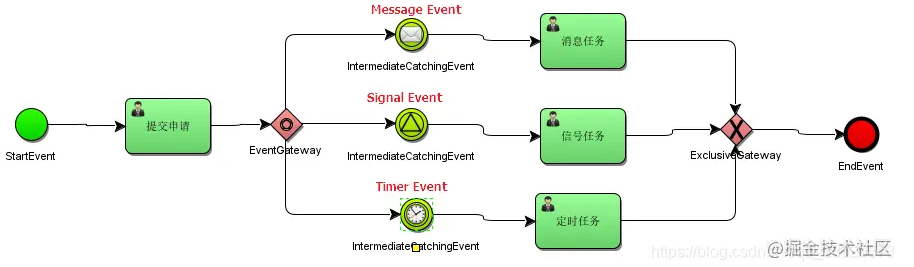 Message Event
IntermediateCatchingEvent
消息任务
Signal Event
StartEvent
提交申请
EventGateway
IntermediateCatchingEvent
信号任务
ExclusiveGateway
EndEvent
Timer Event
IntermediateCatchingEvent
定时任务
https://blog.csdn
@掘金技术社区